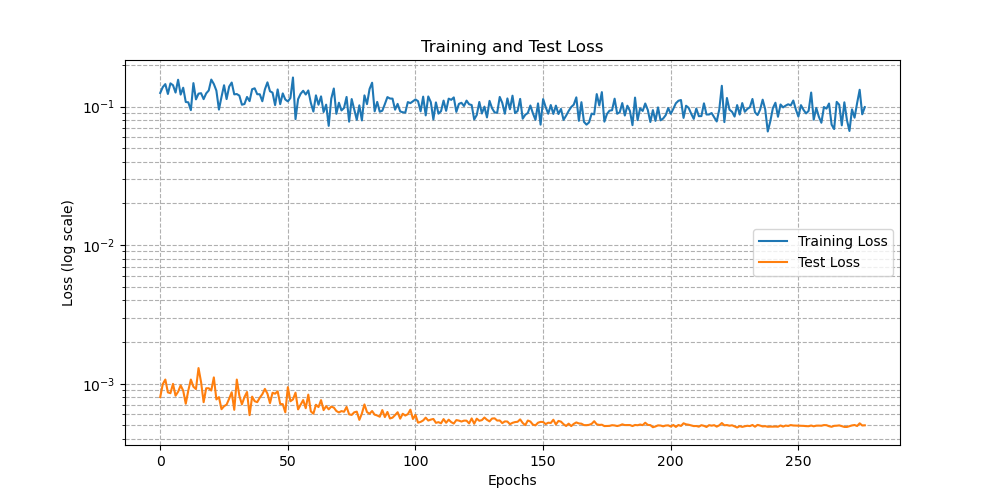 Training and Test Loss
Loss (log scale)
10⁻¹
10⁻²
10⁻³
Training Loss
Test Loss
0 50 100 150 200 250
Epochs